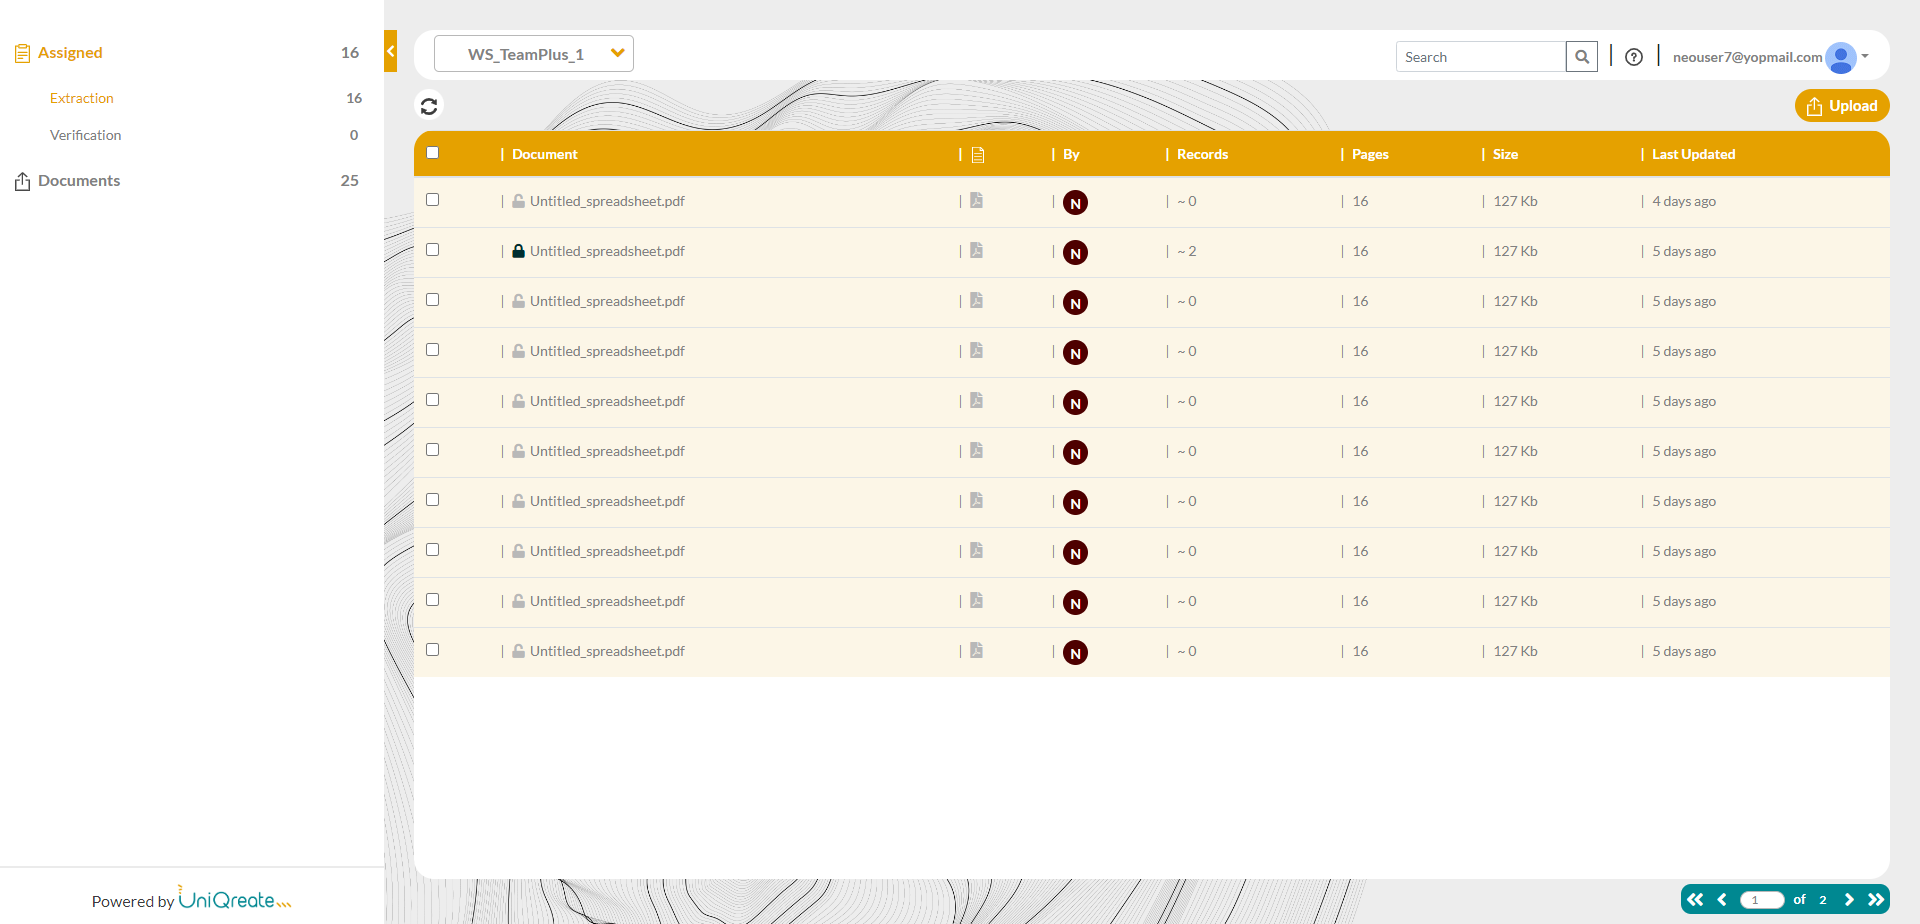 Assigned 16
Extraction 16
Verification 0
Documents 25
Powered by UniQreate
WS_TeamPlus_1
Search
neouser7@yopmail.com
Upload
| Document | | By | Records | Pages | Size | Last Updated
| Untitled_spreadsheet.pdf | | N | ~ 0 | 16 | 127 Kb | 4 days ago
| Untitled_spreadsheet.pdf | | N | ~ 2 | 16 | 127 Kb | 5 days ago
| Untitled_spreadsheet.pdf | | N | ~ 0 | 16 | 127 Kb | 5 days ago
| Untitled_spreadsheet.pdf | | N | ~ 0 | 16 | 127 Kb | 5 days ago
| Untitled_spreadsheet.pdf | | N | ~ 0 | 16 | 127 Kb | 5 days ago
| Untitled_spreadsheet.pdf | | N | ~ 0 | 16 | 127 Kb | 5 days ago
| Untitled_spreadsheet.pdf | | N | ~ 0 | 16 | 127 Kb | 5 days ago
| Untitled_spreadsheet.pdf | | N | ~ 0 | 16 | 127 Kb | 5 days ago
| Untitled_spreadsheet.pdf | | N | ~ 0 | 16 | 127 Kb | 5 days ago
| Untitled_spreadsheet.pdf | | N | ~ 0 | 16 | 127 Kb | 5 days ago
1 of 2